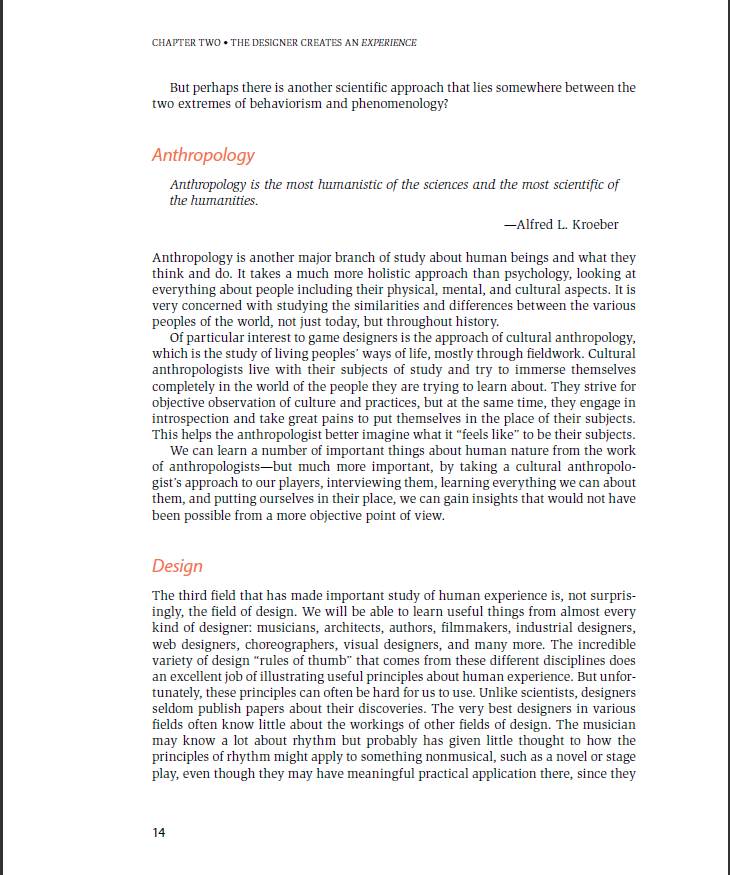 CHAPTER TWO • THE DESIGNER CREATES AN EXPERIENCE
But perhaps there is another scientific approach that lies somewhere between the
two extremes of behaviorism and phenomenology?
Anthropology
Anthropology is the most humanistic of the sciences and the most scientific of
the humanities.
—Alfred L. Kroeber
Anthropology is another major branch of study about human beings and what they
think and do. It takes a much more holistic approach than psychology, looking at
everything about people including their physical, mental, and cultural aspects. It is
very concerned with studying the similarities and differences between the various
peoples of the world, not just today, but throughout history.
Of particular interest to game designers is the approach of cultural anthropology,
which is the study of living peoples' ways of life, mostly through fieldwork. Cultural
anthropologists live with their subjects of study and try to immerse themselves
completely in the world of the people they are trying to learn about. They strive for
objective observation of culture and practices, but at the same time, they engage in
introspection and take great pains to put themselves in the place of their subjects.
This helps the anthropologist better imagine what it “feels like” to be their subjects.
We can learn a number of important things about human nature from the work
of anthropologists—but much more important, by taking a cultural anthropolo-
gist's approach to our players, interviewing them, learning everything we can about
them, and putting ourselves in their place, we can gain insights that would not have
been possible from a more objective point of view.
Design
The third field that has made important study of human experience is, not surpris-
ingly, the field of design. We will be able to learn useful things from almost every
kind of designer: musicians, architects, authors, filmmakers, industrial designers,
web designers, choreographers, visual designers, and many more. The incredible
variety of design “rules of thumb” that comes from these different disciplines does
an excellent job of illustrating useful principles about human experience. But unfor-
tunately, these principles can often be hard for us to use. Unlike scientists, designers
seldom publish papers about their discoveries. The very best designers in various
fields often know little about the workings of other fields of design. The musician
may know a lot about rhythm but probably has given little thought to how the
principles of rhythm might apply to something nonmusical, such as a novel or stage
play, even though they may have meaningful practical application there, since they
14